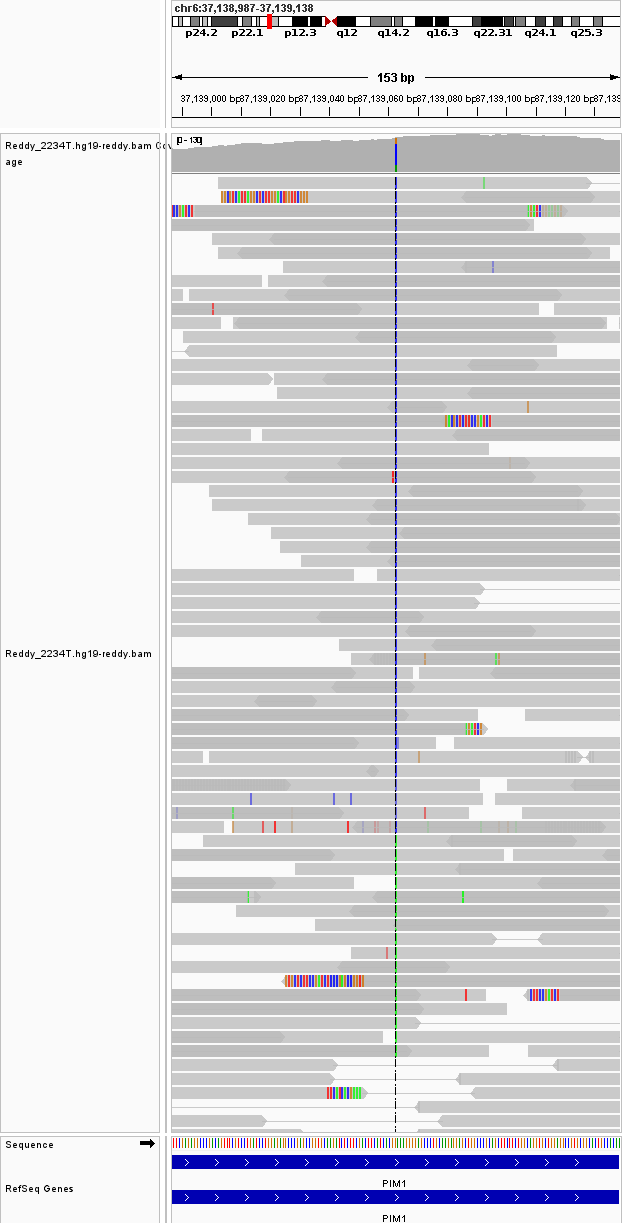 chr6:37,138,987-37,139,138
p24.2 p22.1 p12.3 q12 q14.2 q16.3 q22.31 q24.1 q25.3
153 bp
37,139,000 bp 37,139,020 bp 37,139,040 bp 37,139,060 bp 37,139,080 bp 37,139,100 bp 37,139,120 bp 37,139
[0 - 130]
Reddy_2234T.hg19-reddy.bam Cov
age
Reddy_2234T.hg19-reddy.bam
Sequence
PIM1
RefSeq Genes
PIM1